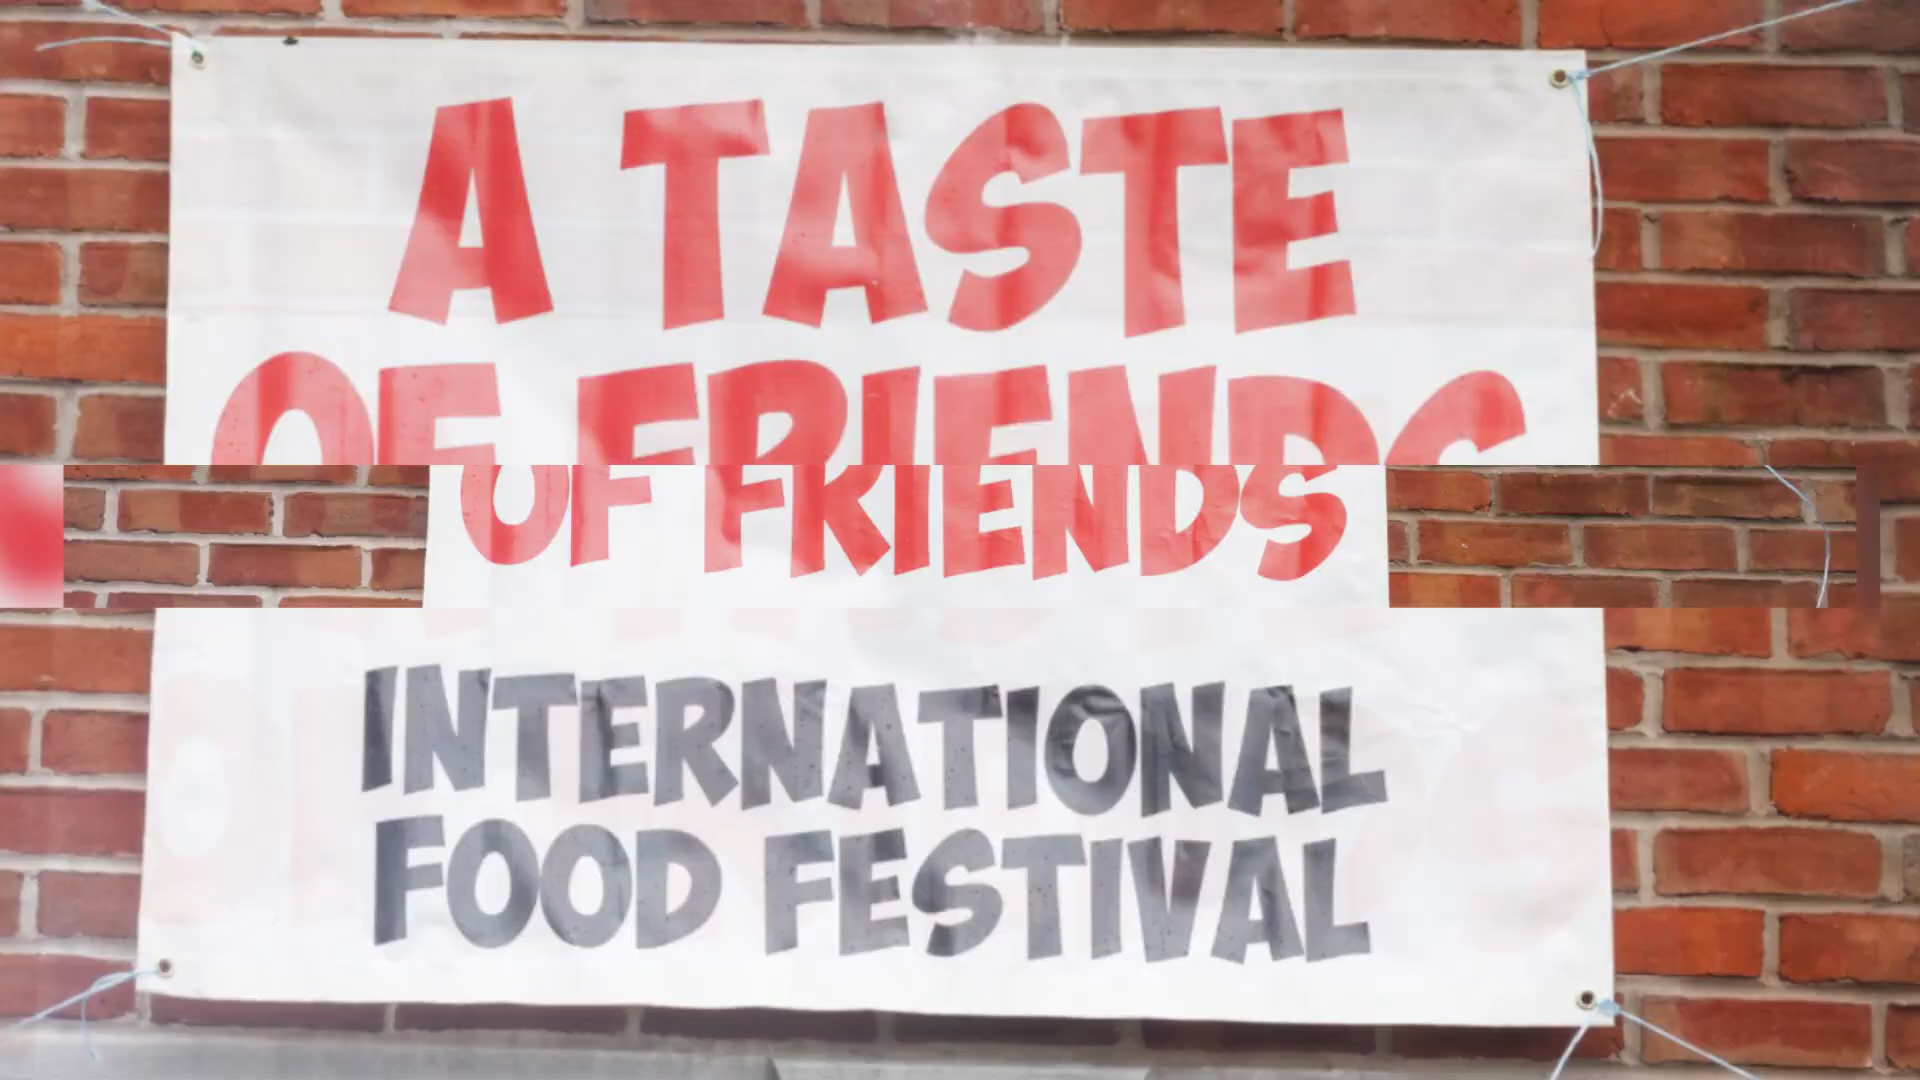 A TASTE
OF FRIENDS
INTERNATIONAL
FOOD FESTIVAL